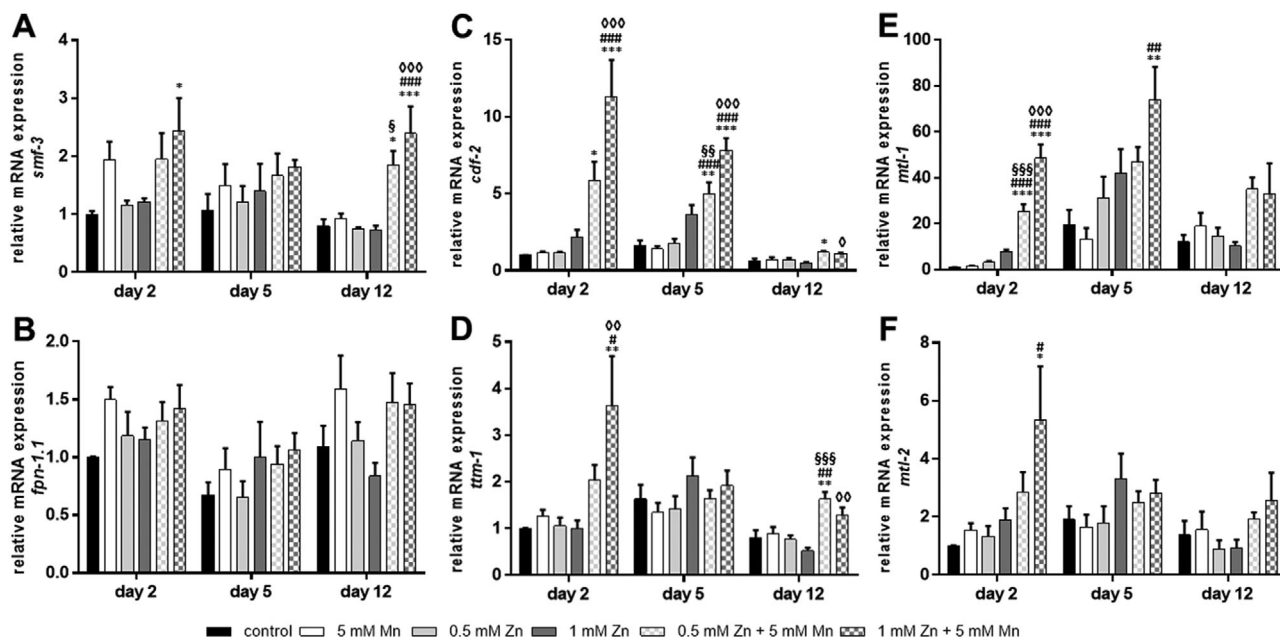 A
relative mRNA expression
smf-3
4
3
2
1
0
*
§
*
◊◊◊
###
***
day 2
day 5
day 12
B
relative mRNA expression
fpn-1.1
2.0
1.5
1.0
0.5
0.0
day 2
day 5
day 12
C
relative mRNA expression
cdf-2
15
10
5
0
*
◊◊◊
###
***
§§
###
**
◊◊◊
###
***
*
◊
day 2
day 5
day 12
D
relative mRNA expression
ttm-1
5
4
3
2
1
0
◊◊
#
**
§§§
##
**
◊◊
day 2
day 5
day 12
E
relative mRNA expression
mtl-1
100
80
60
40
20
0
§§§
###
***
◊◊◊
###
***
##
**
day 2
day 5
day 12
F
relative mRNA expression
mtl-2
8
6
4
2
0
#
*
day 2
day 5
day 12
control 5 mM Mn 0.5 mM Zn 1 mM Zn 0.5 mM Zn + 5 mM Mn 1 mM Zn + 5 mM Mn